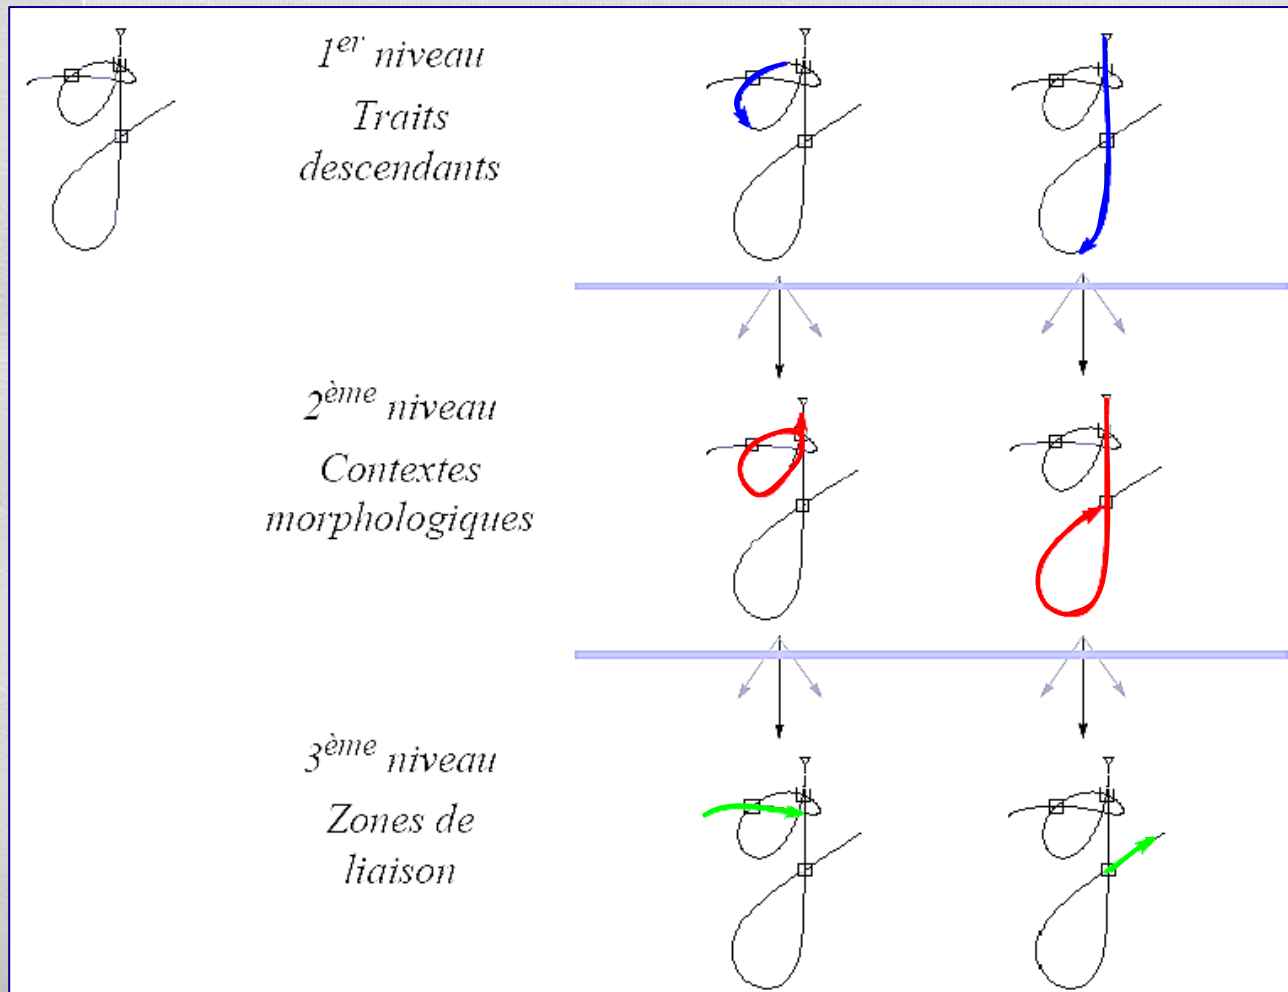 1er niveau
Traits
descendants
2ème niveau
Contextes
morphologiques
3ème niveau
Zones de
liaison